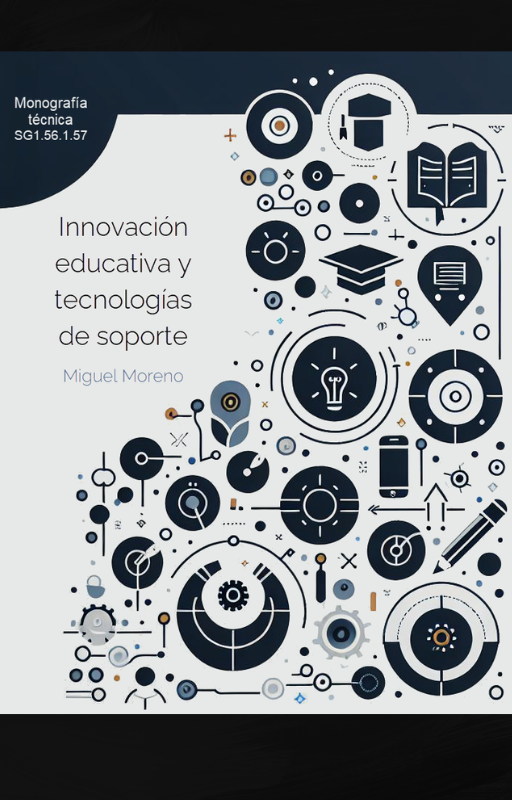 Monografía
técnica
SG1.56.1.57
Innovación
educativa y
tecnologías
de soporte
Miguel Moreno